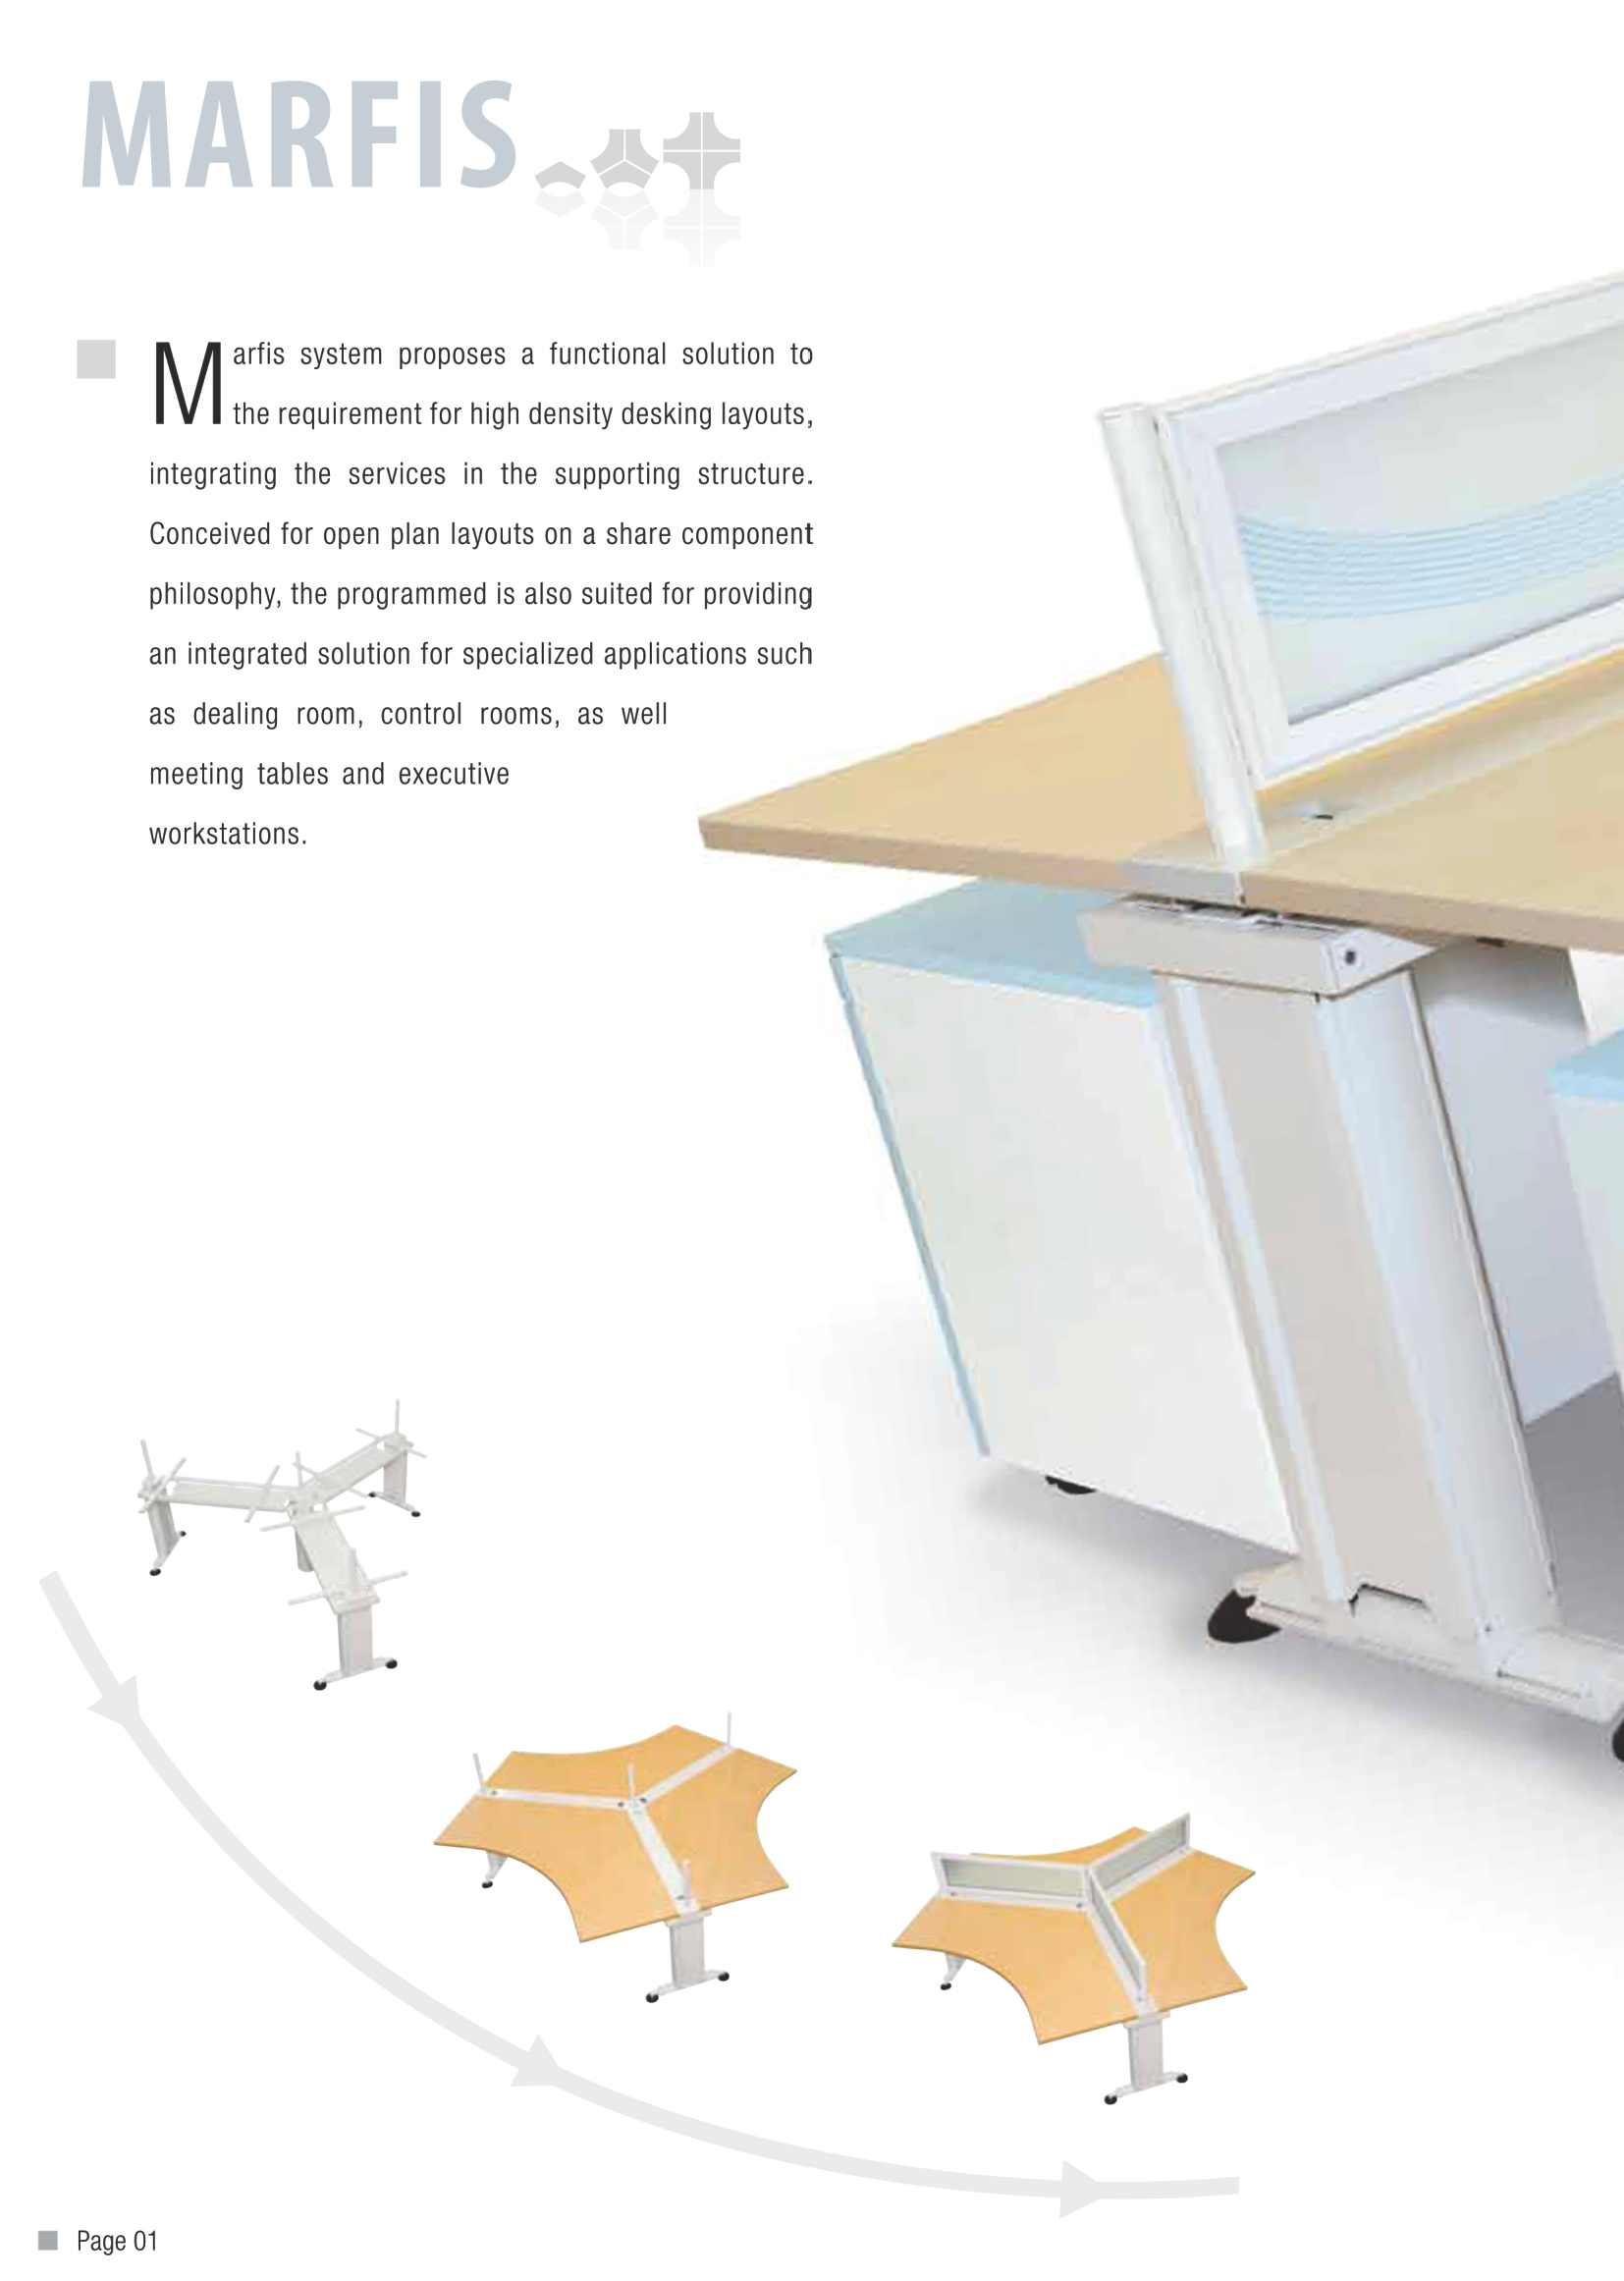 MARFIS
Marfis system proposes a functional solution to
the requirement for high density desking layouts,
integrating the services in the supporting structure.
Conceived for open plan layouts on a share component
philosophy, the programmed is also suited for providing
an integrated solution for specialized applications such
as dealing room, control rooms, as well
meeting tables and executive
workstations.
Page 01